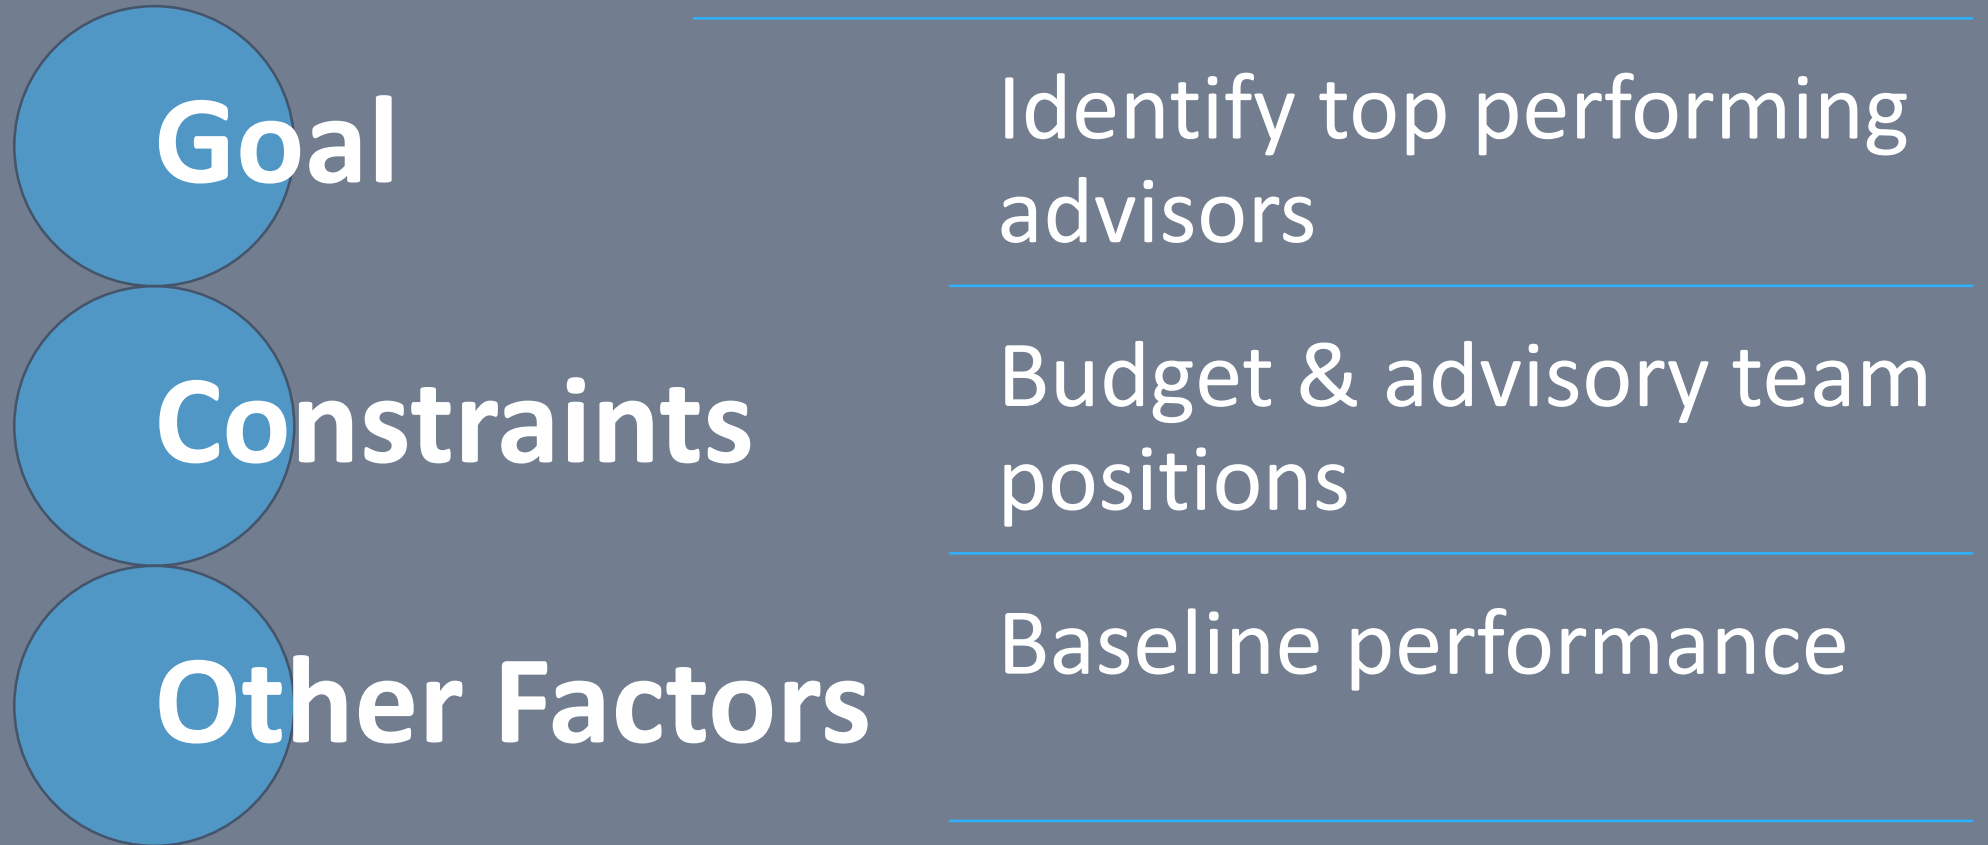 Goal
Identify top performing
advisors
Constraints
Budget & advisory team
positions
Other Factors
Baseline performance